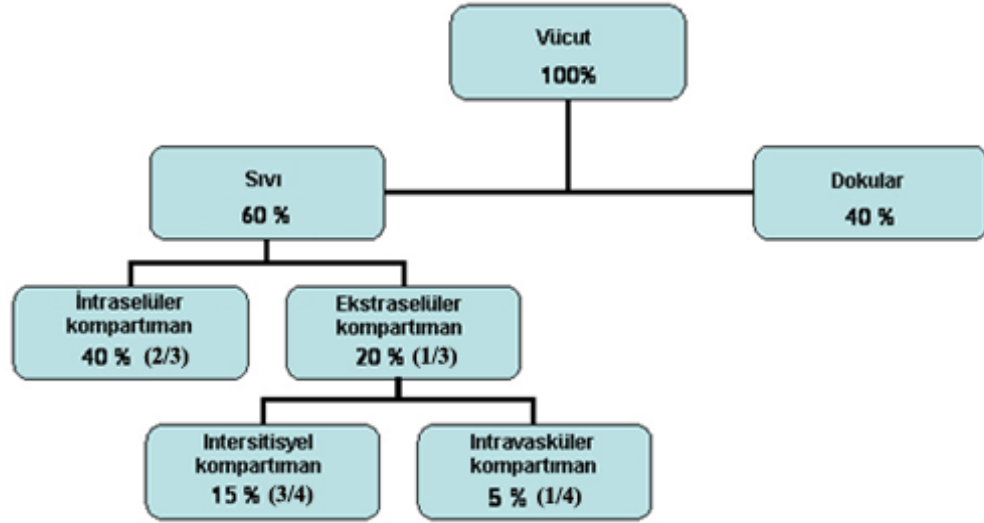 Vücut
100%
Sıvı
60 %
Dokular
40 %
İntraselüler
kompartıman
40 % (2/3)
Ekstraselüler
kompartıman
20 % (1/3)
Intersitisyel
kompartıman
15 % (3/4)
Intravasküler
kompartıman
5 % (1/4)